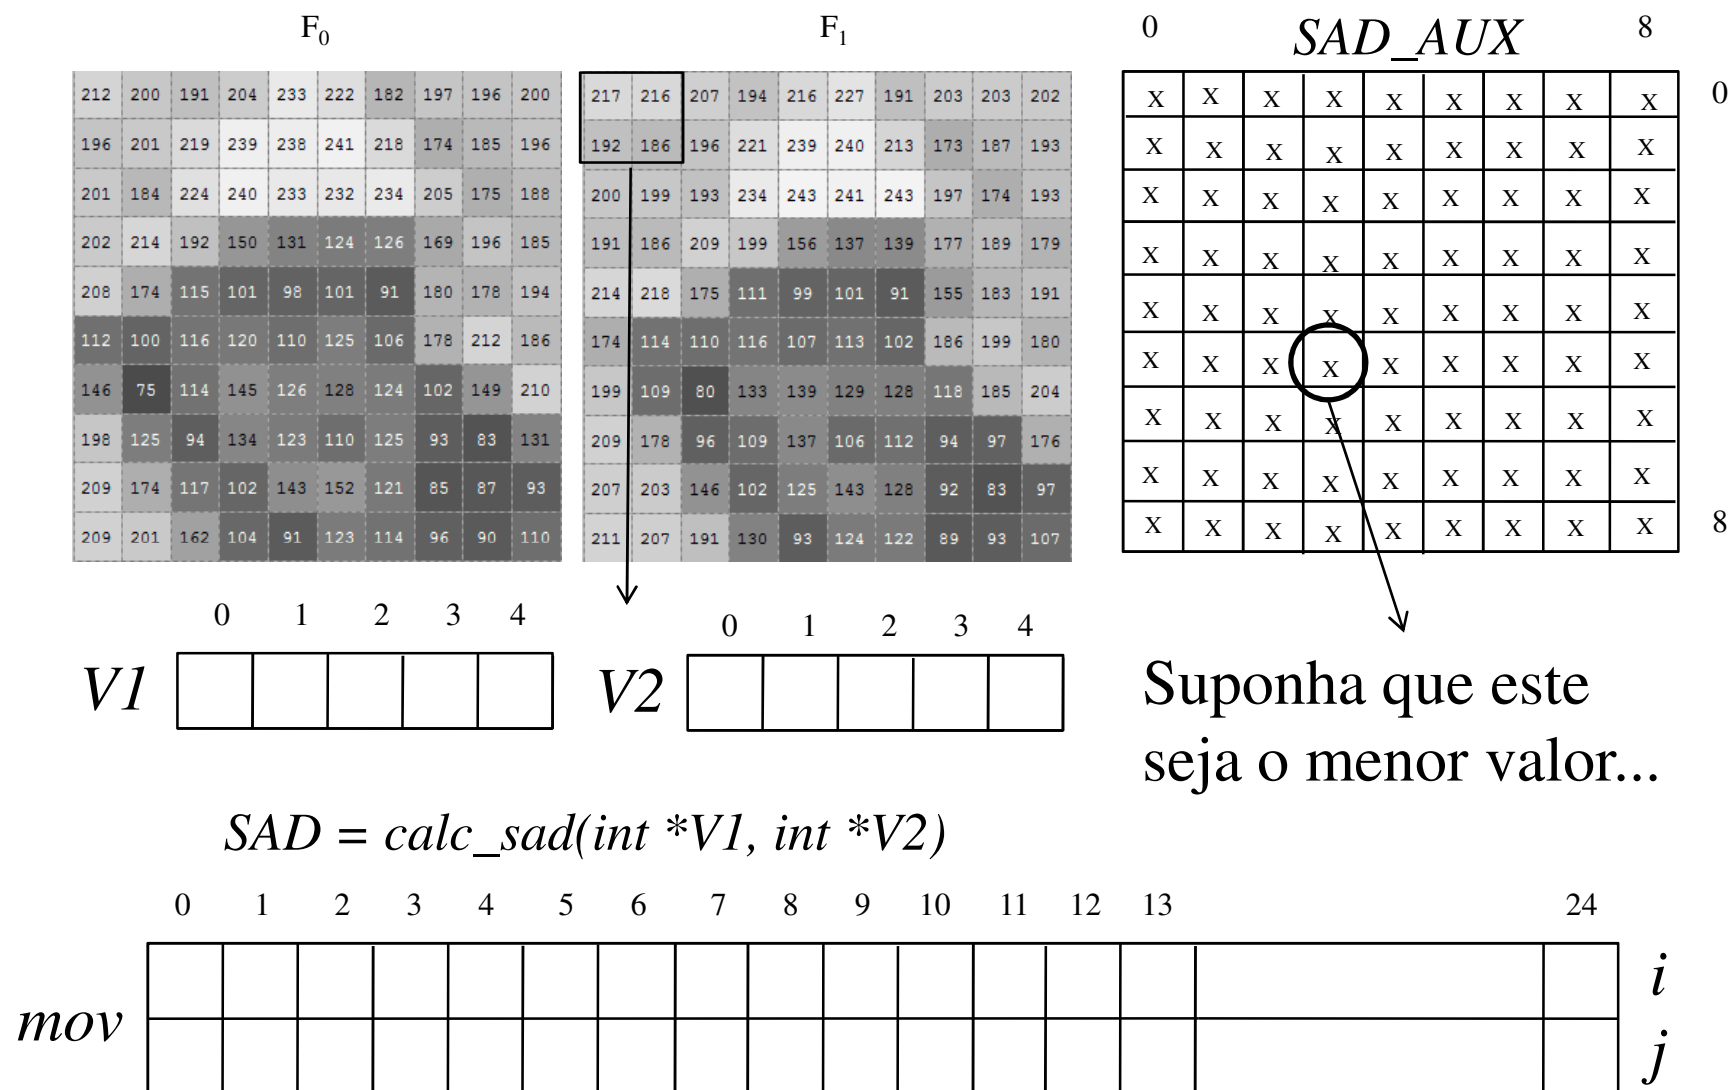 F0
F1
0 SAD_AUX 8
212 200 191 204 233 222 182 197 196 200
196 201 219 239 238 241 218 174 185 196
201 184 224 240 233 232 234 205 175 188
202 214 192 150 131 124 126 169 196 185
208 174 115 101 98 101 91 180 178 194
112 100 116 120 110 125 106 178 212 186
146 75 114 145 126 128 124 102 149 210
198 125 94 134 123 110 125 93 83 131
209 174 117 102 143 152 121 85 87 93
209 201 162 104 91 123 114 96 90 110
217 216 207 194 216 227 191 203 203 202
192 186 196 221 239 240 213 173 187 193
200 199 193 234 243 241 243 197 174 193
191 186 209 199 156 137 139 177 189 179
214 218 175 111 99 101 91 155 183 191
174 114 110 116 107 113 102 186 199 180
199 109 80 133 139 129 128 118 185 204
209 178 96 109 137 106 112 94 97 176
207 203 146 102 125 143 128 92 83 97
211 207 191 130 93 124 122 89 93 107
X X X X X X X X X 0
X X X X X X X X X
X X X X X X X X X
X X X X X X X X X
X X X X X X X X X
X X X X X X X X X
X X X X X X X X X
X X X X X X X X X
X X X X X X X X X 8
0 1 2 3 4
V1
0 1 2 3 4
V2
Suponha que este
seja o menor valor...
SAD = calc_sad(int *V1, int *V2)
0 1 2 3 4 5 6 7 8 9 10 11 12 13 24
i
mov
j